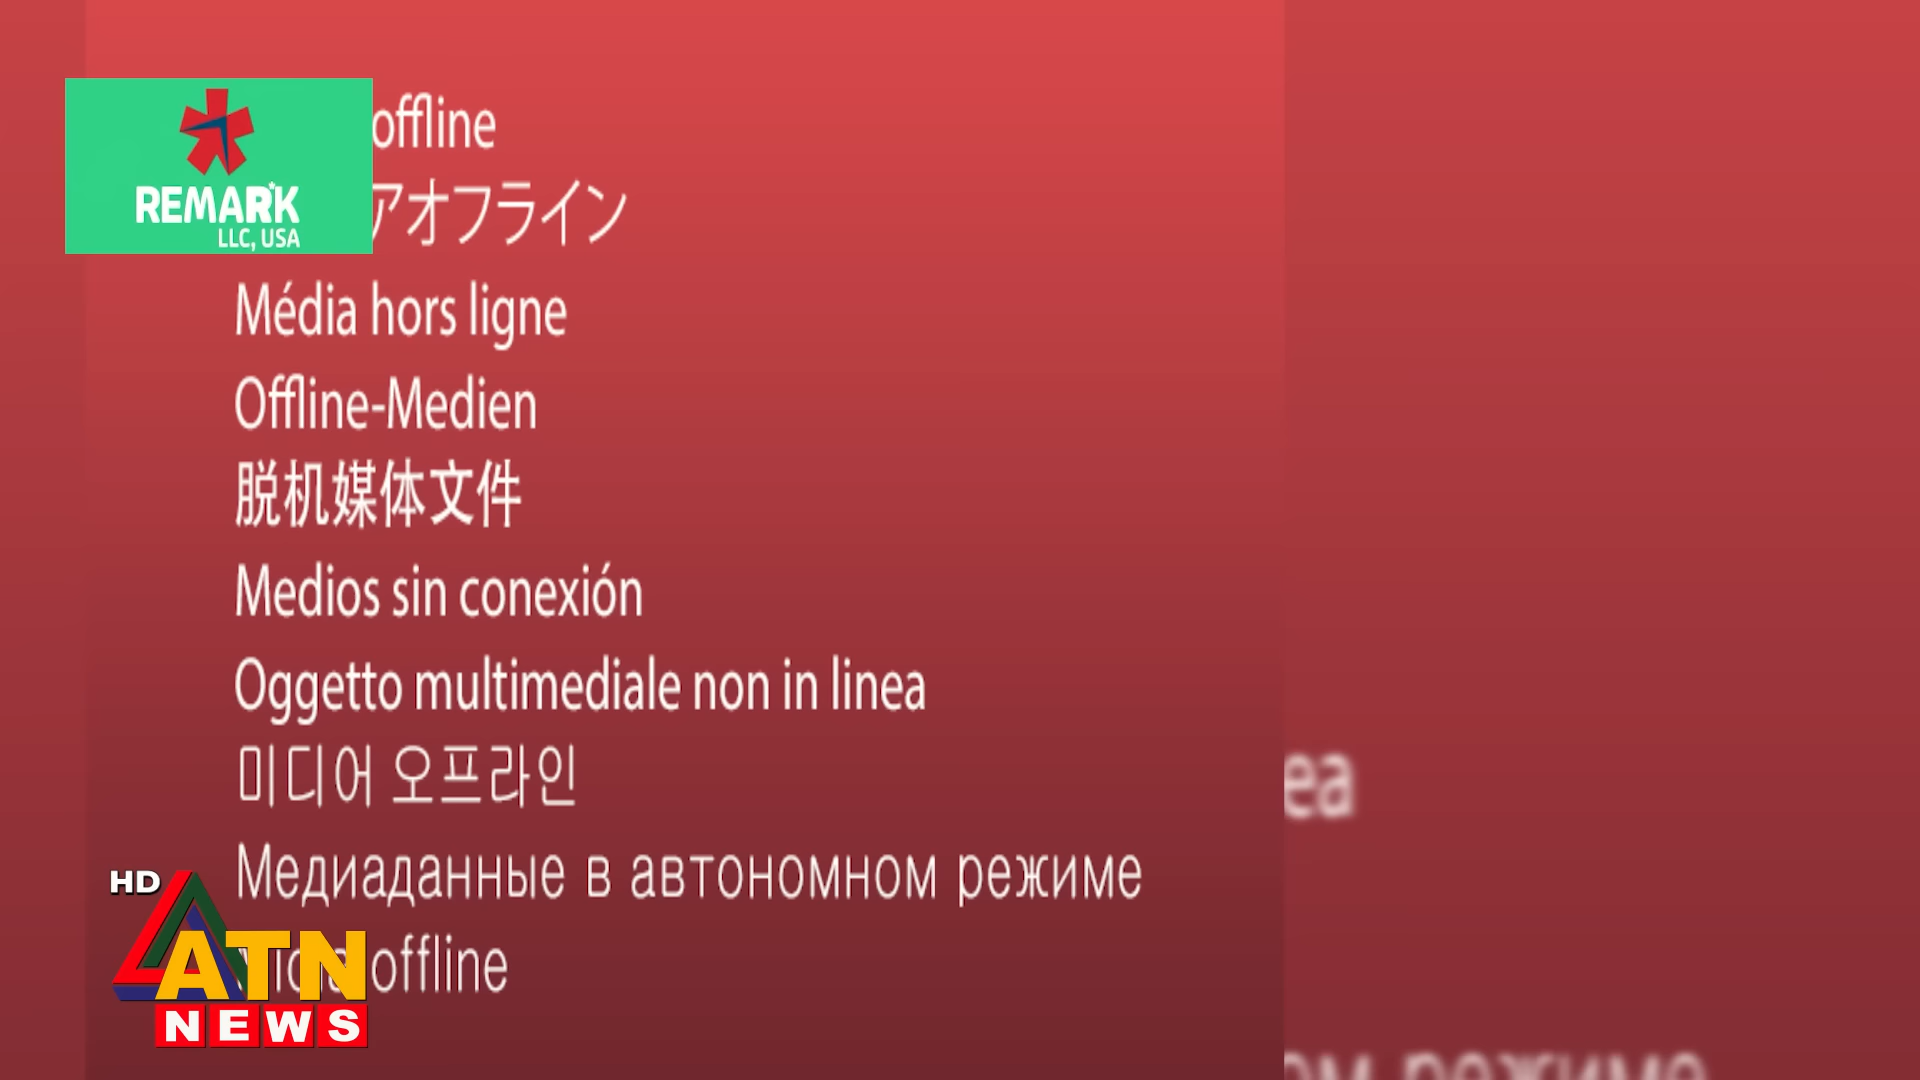 offline
REMARK
LLC, USA
アオフライン
Média hors ligne
Offline-Medien
脱机媒体文件
Medios sin conexión
Oggetto multimediale non in linea
미디어 오프라인
ea
Медиаданные в автономном режиме
HD
offline
ATN
NEWS
режиме